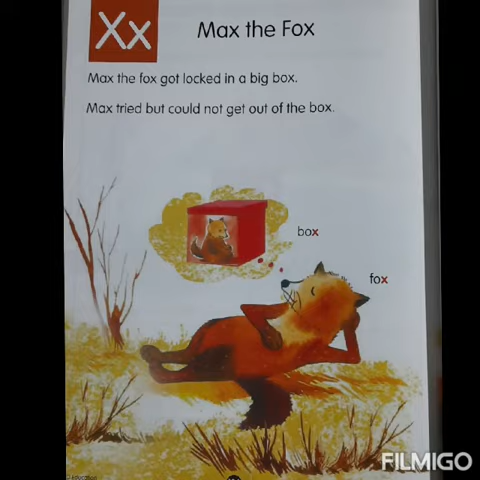 Xx
Max the Fox
Max the fox got locked in a big box.
Max tried but could not get out of the box.
box
fox
FILMIGO